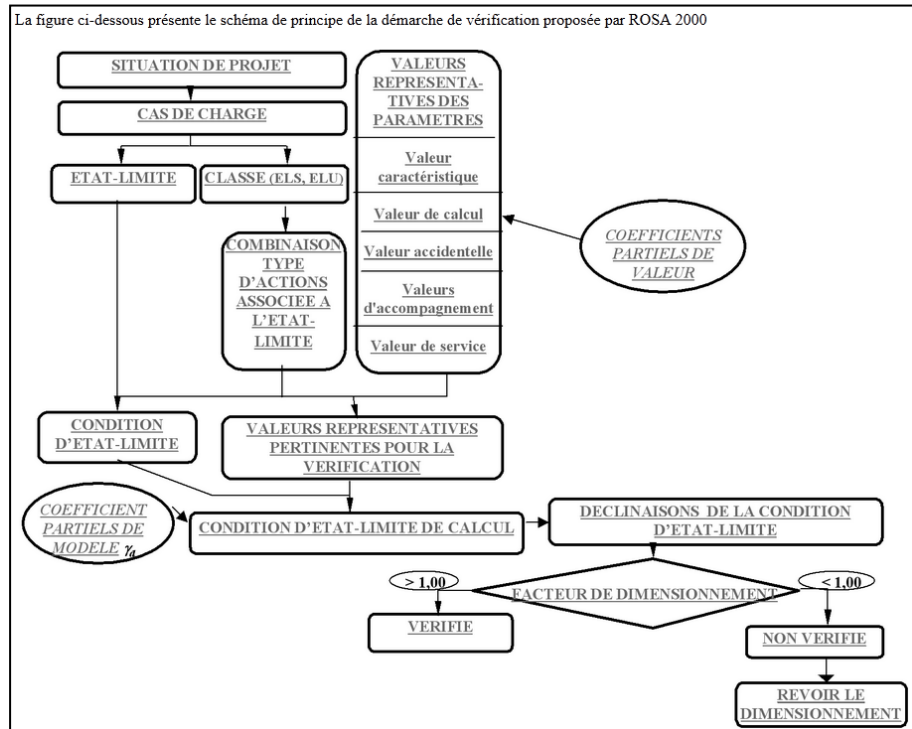 La figure ci-dessous présente le schéma de principe de la démarche de vérification proposée par ROSA 2000
SITUATION DE PROJET
CAS DE CHARGE
ETAT-LIMITE
CLASSE (ELS, ELU)
COMBINAISON
TYPE
D'ACTIONS
ASSOCIEE A
L'ETAT-
LIMITE
VALEURS
REPRESENTA-
TIVES DES
PARAMETRES
Valeur
caractéristique
Valeur de calcul
Valeur accidentelle
Valeurs
d'accompagnement
Valeur de service
COEFFICIENTS
PARTIELS DE
VALEUR
CONDITION
D'ETAT-LIMITE
VALEURS REPRESENTATIVES
PERTINENTES POUR LA
VERIFICATION
COEFFICIENT
PARTIELS DE
MODELE γd
CONDITION D'ETAT-LIMITE DE CALCUL
DECLINAISONS DE LA CONDITION
D'ETAT-LIMITE
> 1,00
FACTEUR DE DIMENSIONNEMENT
< 1,00
VERIFIE
NON VERIFIE
REVOIR LE
DIMENSIONNEMENT